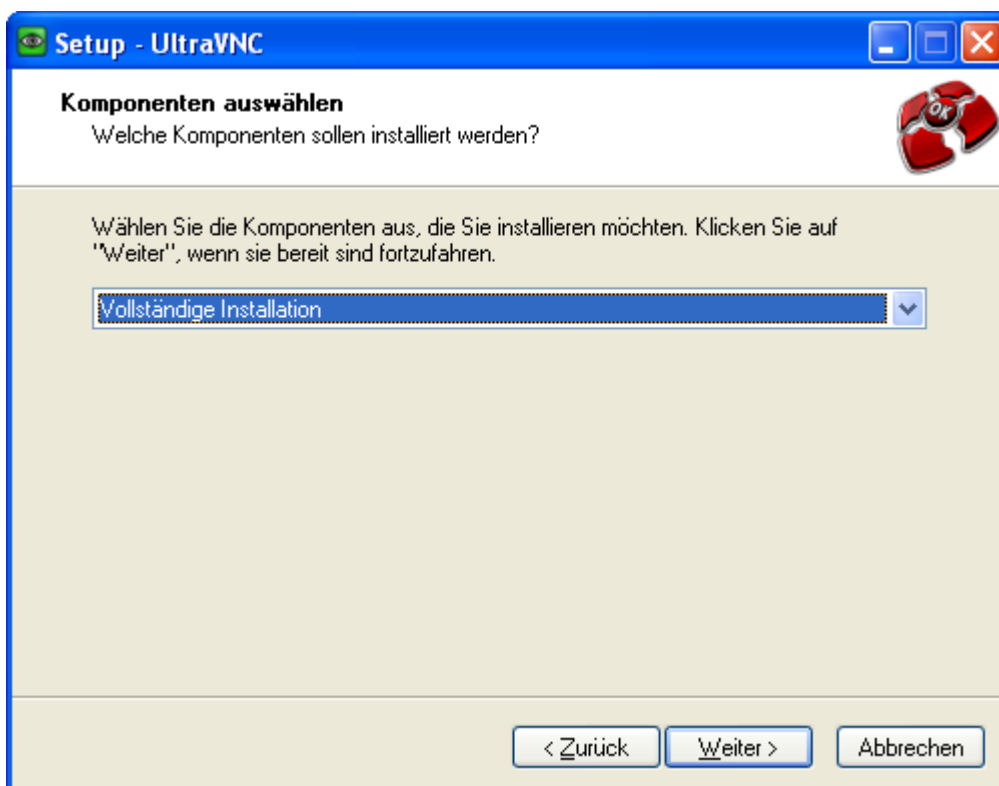 Setup - UltraVNC
Komponenten auswählen
Welche Komponenten sollen installiert werden?
OK
Wählen Sie die Komponenten aus, die Sie installieren möchten. Klicken Sie auf
"Weiter", wenn sie bereit sind fortzufahren.
Vollständige Installation
< Zurück
Weiter >
Abbrechen